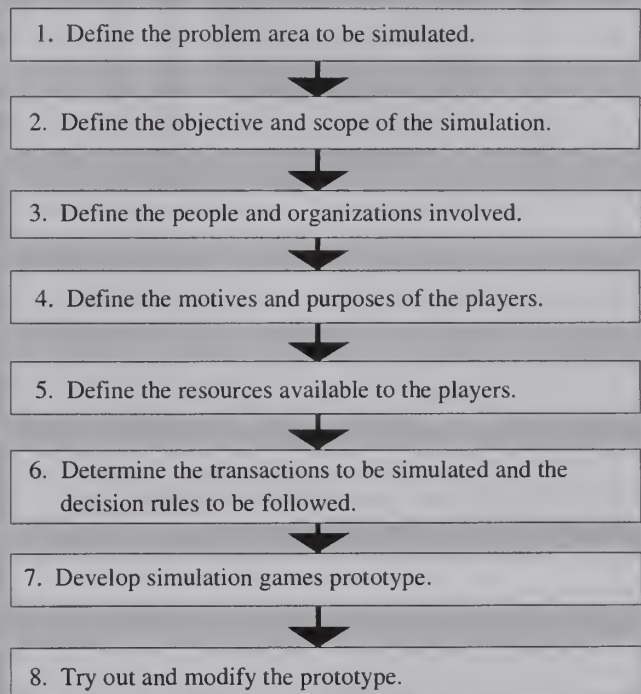 1. Define the problem area to be simulated.
2. Define the objective and scope of the simulation.
3. Define the people and organizations involved.
4. Define the motives and purposes of the players.
5. Define the resources available to the players.
6. Determine the transactions to be simulated and the
decision rules to be followed.
7. Develop simulation games prototype.
8. Try out and modify the prototype.